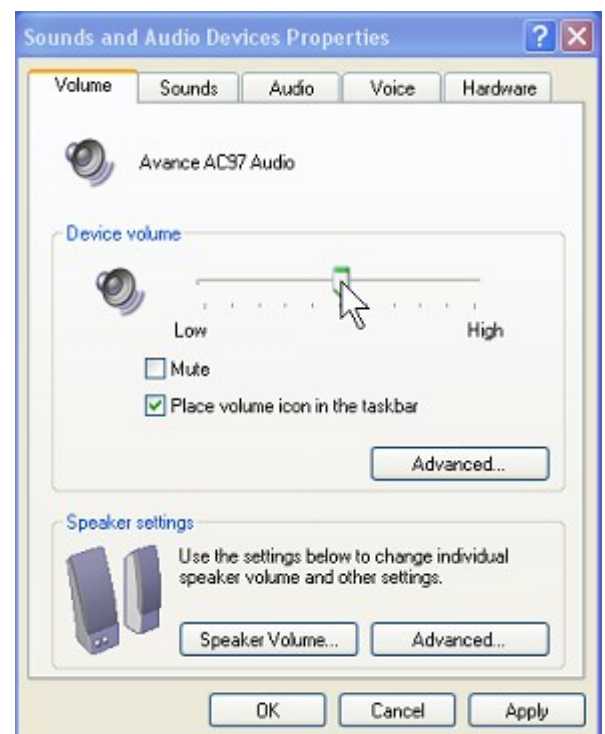 Sounds and Audio Devices Properties
?
Volume Sounds Audio Voice Hardware
Avance AC97 Audio
Device volume
Low High
Mute
Place volume icon in the taskbar
Advanced...
Speaker settings
Use the settings below to change individual
speaker volume and other settings.
Speaker Volume... Advanced...
OK Cancel Apply